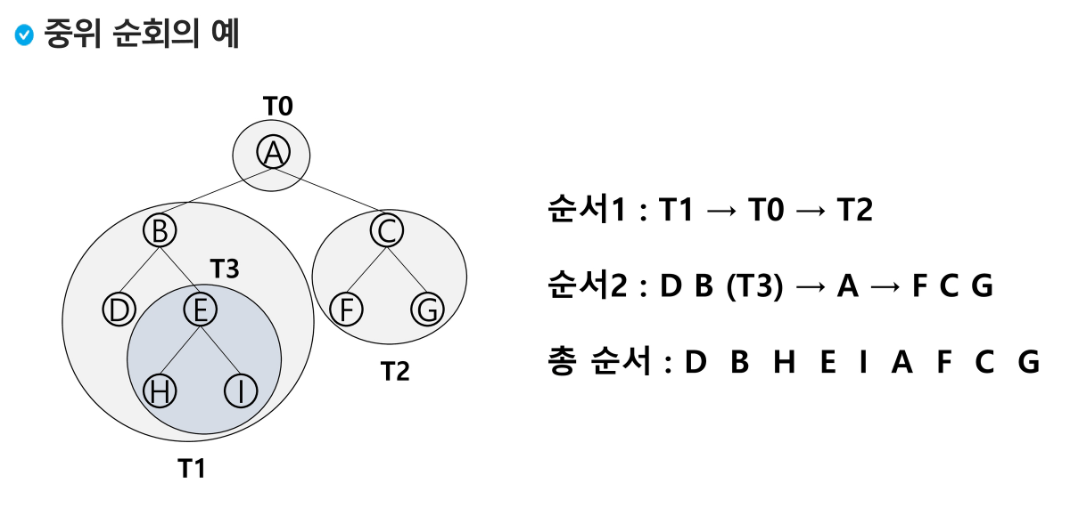 중위 순회의 예
T0
A
B
C
T3
D
E
F
G
H
I
T2
T1
순서1 : T1 → T0 → T2
순서2 : D B (T3) → A → F C G
총 순서 : D B H E I A F C G